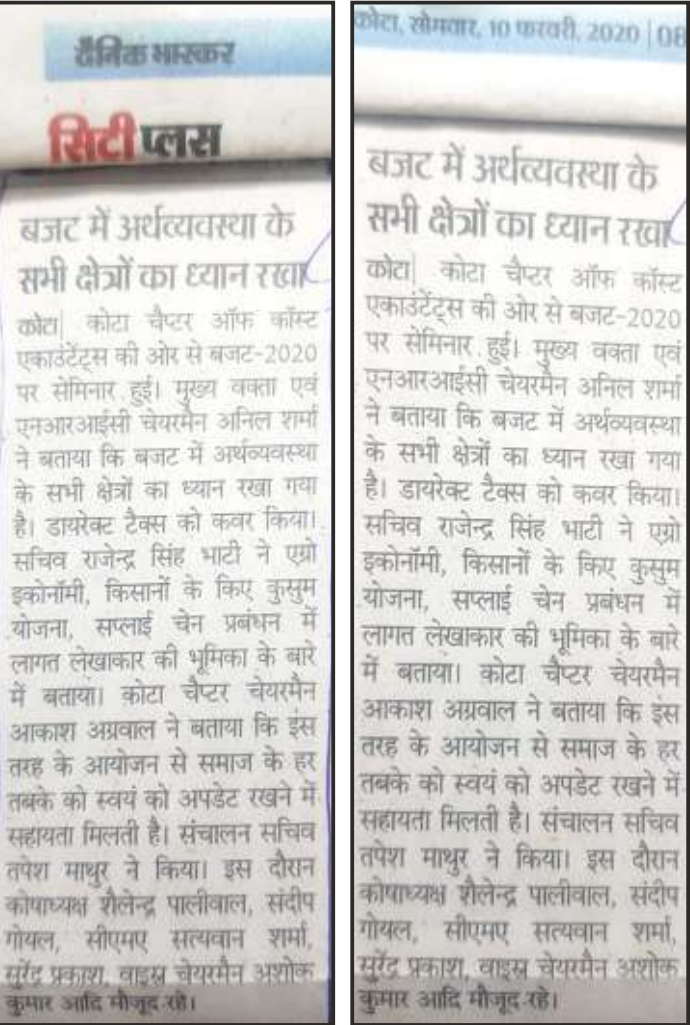 दैनिक भास्कर
सिटी प्लस
बजट में अर्थव्यवस्था के
सभी क्षेत्रों का ध्यान रखा
कोटा| कोटा चैप्टर ऑफ कॉस्ट
एकाउंटेंट्स की ओर से बजट-2020
पर सेमिनार हुई। मुख्य वक्ता एवं
एनआरआईसी चेयरमैन अनिल शर्मा
ने बताया कि बजट में अर्थव्यवस्था
के सभी क्षेत्रों का ध्यान रखा गया
है। डायरेक्ट टैक्स को कवर किया।
सचिव राजेन्द्र सिंह भाटी ने एग्रो
इकोनॉमी, किसानों के किए कुसुम
योजना, सप्लाई चेन प्रबंधन में
लागत लेखाकार की भूमिका के बारे
में बताया। कोटा चैप्टर चेयरमैन
आकाश अग्रवाल ने बताया कि इस
तरह के आयोजन से समाज के हर
तबके को स्वयं को अपडेट रखने में
सहायता मिलती है। संचालन सचिव
तपेश माथुर ने किया। इस दौरान
कोषाध्यक्ष शैलेन्द्र पालीवाल, संदीप
गोयल, सीएमए सत्यवान शर्मा,
सुरेंद्र प्रकाश, वाइस चेयरमैन अशोक
कुमार आदि मौजूद रहे।
कोटा, सोमवार, 10 फरवरी, 2020 | 08
बजट में अर्थव्यवस्था के
सभी क्षेत्रों का ध्यान रखा
कोटा| कोटा चैप्टर ऑफ कॉस्ट
एकाउंटेंट्स की ओर से बजट-2020
पर सेमिनार हुई। मुख्य वक्ता एवं
एनआरआईसी चेयरमैन अनिल शर्मा
ने बताया कि बजट में अर्थव्यवस्था
के सभी क्षेत्रों का ध्यान रखा गया
है। डायरेक्ट टैक्स को कवर किया।
सचिव राजेन्द्र सिंह भाटी ने एग्रो
इकोनॉमी, किसानों के किए कुसुम
योजना, सप्लाई चेन प्रबंधन में
लागत लेखाकार की भूमिका के बारे
में बताया। कोटा चैप्टर चेयरमैन
आकाश अग्रवाल ने बताया कि इस
तरह के आयोजन से समाज के हर
तबके को स्वयं को अपडेट रखने में
सहायता मिलती है। संचालन सचिव
तपेश माथुर ने किया। इस दौरान
कोषाध्यक्ष शैलेन्द्र पालीवाल, संदीप
गोयल, सीएमए सत्यवान शर्मा,
सुरेंद्र प्रकाश, वाइस चेयरमैन अशोक
कुमार आदि मौजूद रहे।